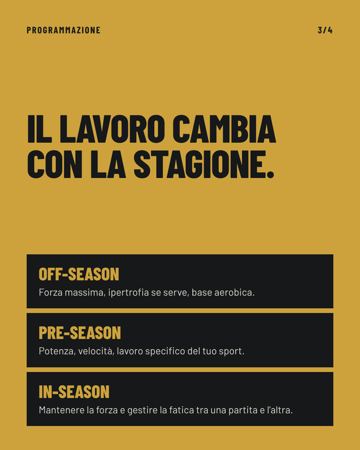 PROGRAMMAZIONE
3/4
IL LAVORO CAMBIA
CON LA STAGIONE.
OFF-SEASON
Forza massima, ipertrofia se serve, base aerobica.
PRE-SEASON
Potenza, velocità, lavoro specifico del tuo sport.
IN-SEASON
Mantenere la forza e gestire la fatica tra una partita e l'altra.